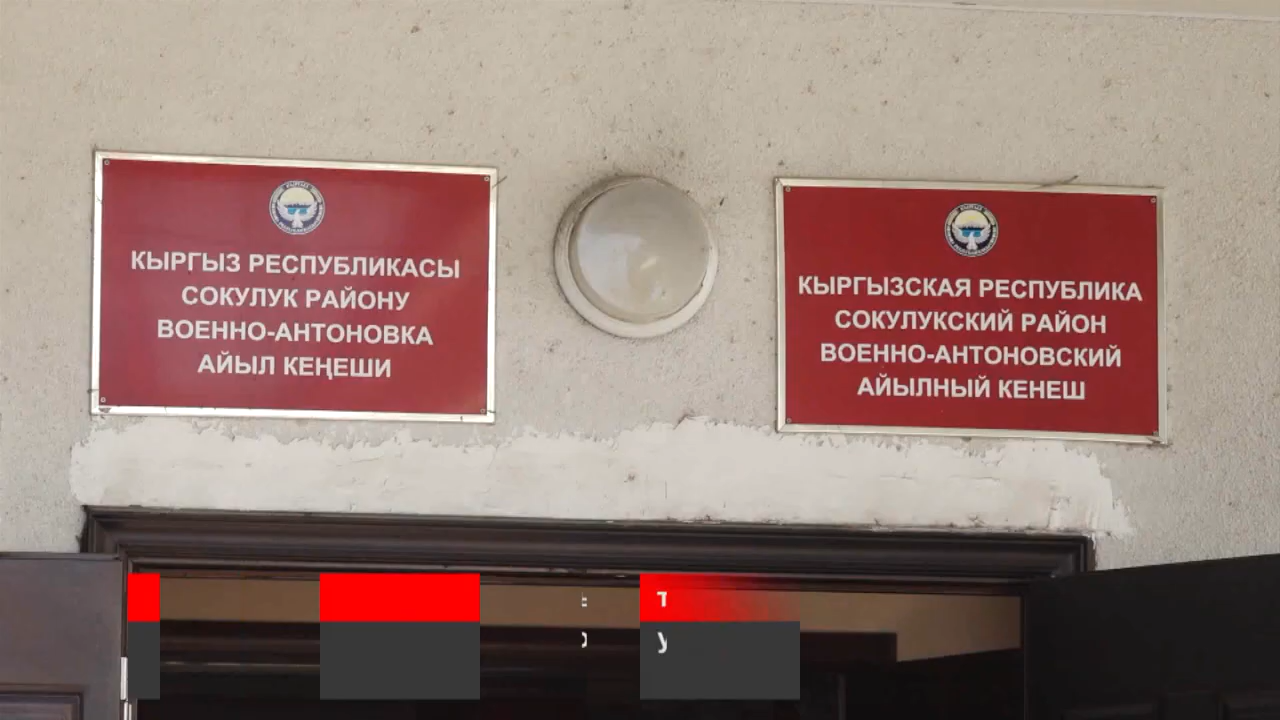 КЫРГЫЗ РЕСПУБЛИКАСЫ
СОКУЛУК РАЙОНУ
ВОЕННО-АНТОНОВКА
АЙЫЛ КЕҢЕШИ
КЫРГЫЗСКАЯ РЕСПУБЛИКА
СОКУЛУКСКИЙ РАЙОН
ВОЕННО-АНТОНОВСКИЙ
АЙЫЛНЫЙ КЕНЕШ